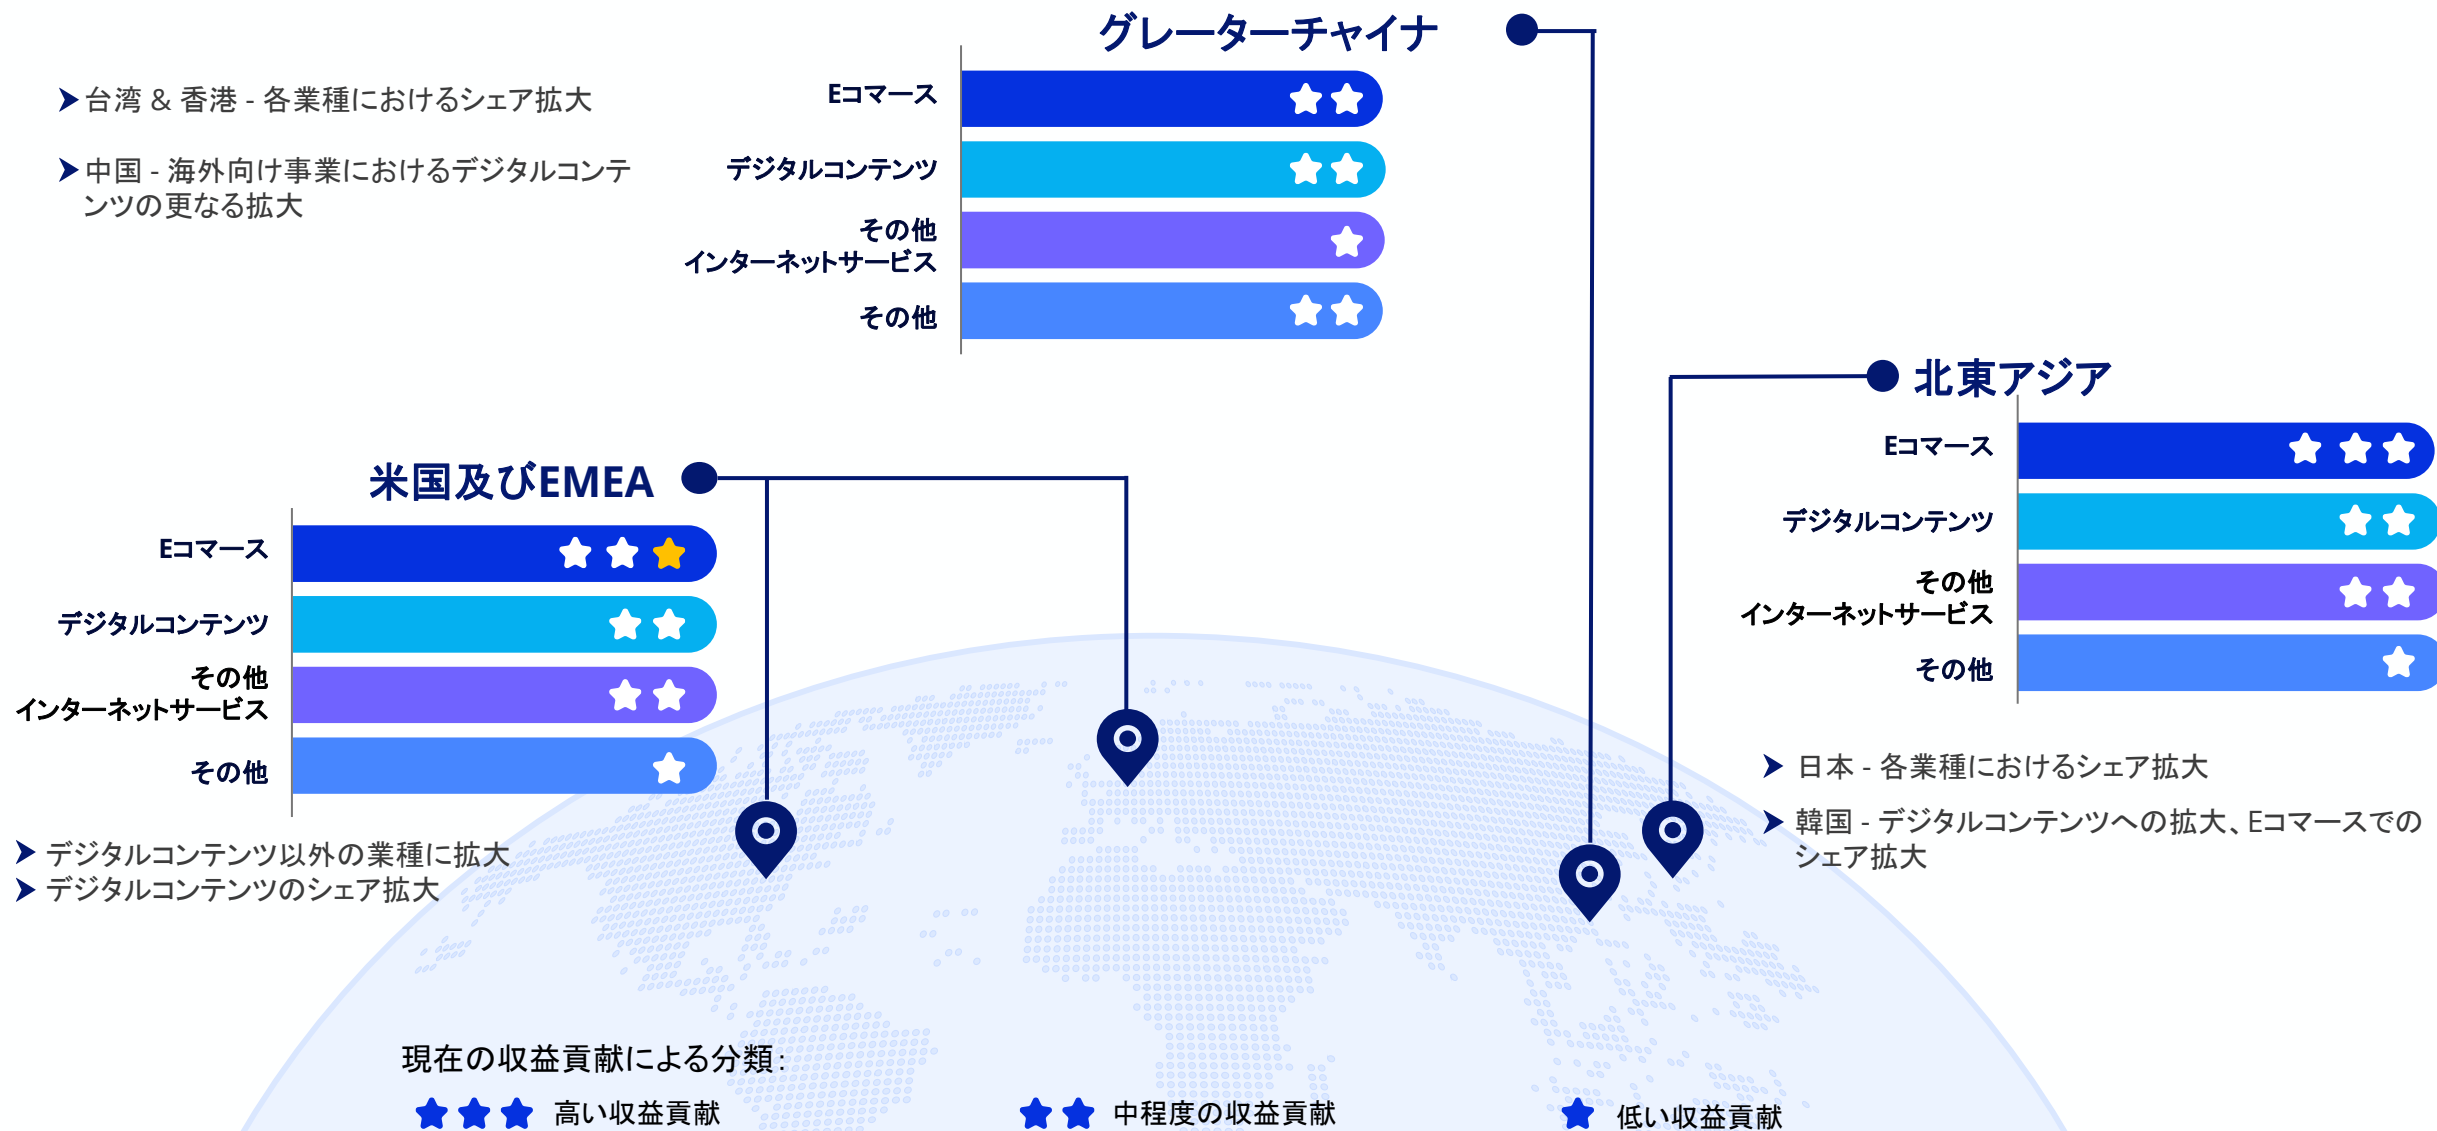 グレーターチャイナ
台湾 & 香港 - 各業種におけるシェア拡大
中国 - 海外向け事業におけるデジタルコンテ
ンツの更なる拡大
Eコマース
デジタルコンテンツ
その他
インターネットサービス
その他
北東アジア
Eコマース
デジタルコンテンツ
その他
インターネットサービス
その他
日本 - 各業種におけるシェア拡大
韓国 - デジタルコンテンツへの拡大、Eコマースでの
シェア拡大
米国及びEMEA
Eコマース
デジタルコンテンツ
その他
インターネットサービス
その他
デジタルコンテンツ以外の業種に拡大
デジタルコンテンツのシェア拡大
現在の収益貢献による分類:
高い収益貢献
中程度の収益貢献
低い収益貢献